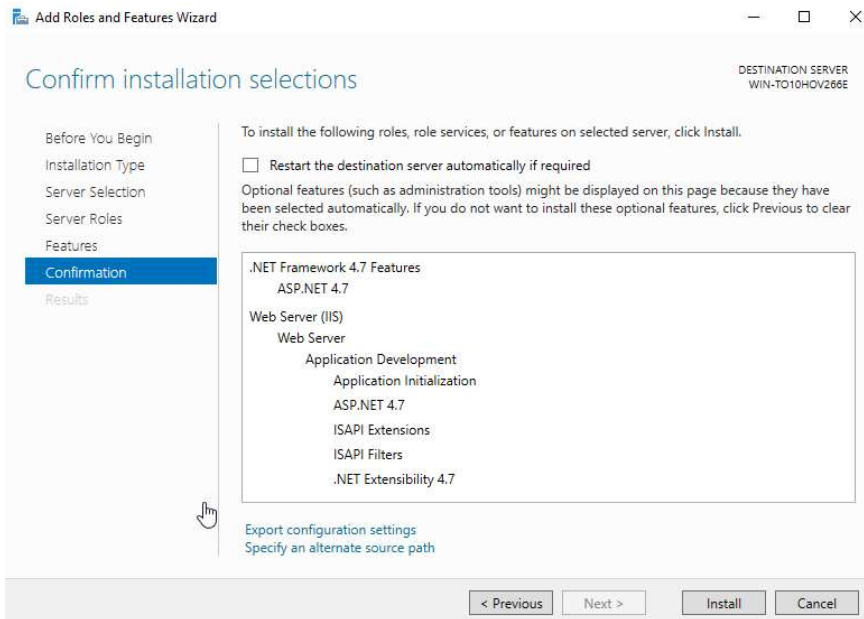 Add Roles and Features Wizard
Confirm installation selections
DESTINATION SERVER
WIN-TO10HOV266E
Before You Begin
Installation Type
Server Selection
Server Roles
Features
Confirmation
Results
To install the following roles, role services, or features on selected server, click Install.
Restart the destination server automatically if required
Optional features (such as administration tools) might be displayed on this page because they have
been selected automatically. If you do not want to install these optional features, click Previous to clear
their check boxes.
.NET Framework 4.7 Features
ASP.NET 4.7
Web Server (IIS)
Web Server
Application Development
Application Initialization
ASP.NET 4.7
ISAPI Extensions
ISAPI Filters
.NET Extensibility 4.7
Export configuration settings
Specify an alternate source path
< Previous
Next >
Install
Cancel